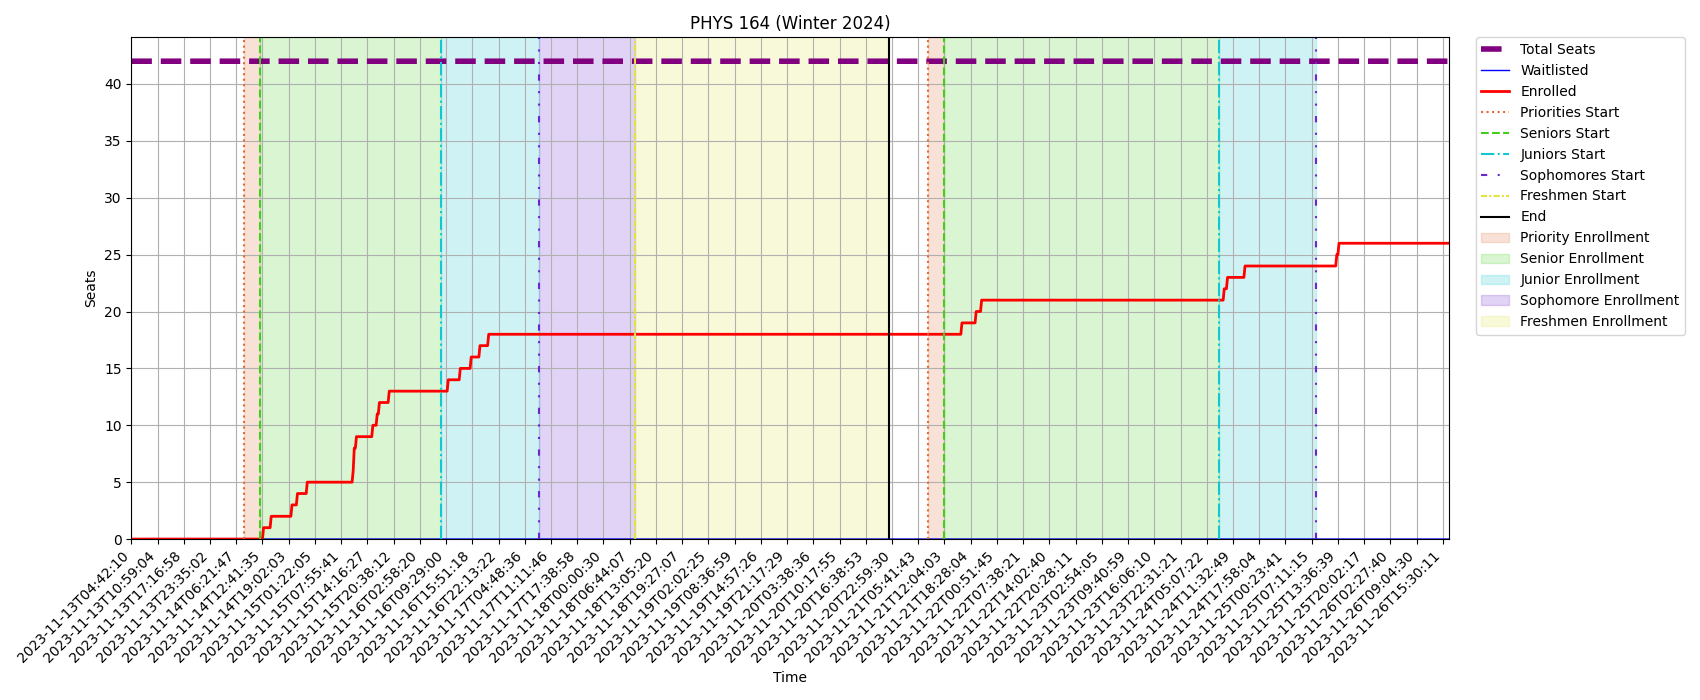 PHYS 164 (Winter 2024)
Total Seats
Waitlisted
Enrolled
Priorities Start
Seniors Start
Juniors Start
Sophomores Start
Freshmen Start
End
Priority Enrollment
Senior Enrollment
Junior Enrollment
Sophomore Enrollment
Freshmen Enrollment
Seats
40
35
30
25
20
15
10
5
0
2023-11-13T04:42:10
2023-11-13T10:59:04
2023-11-13T17:16:58
2023-11-13T23:35:02
2023-11-14T06:21:47
2023-11-14T12:41:35
2023-11-14T19:02:03
2023-11-15T01:22:05
2023-11-15T07:55:41
2023-11-15T14:16:27
2023-11-15T20:38:12
2023-11-16T02:58:20
2023-11-16T09:29:00
2023-11-16T15:51:18
2023-11-16T22:13:22
2023-11-17T04:48:36
2023-11-17T11:11:46
2023-11-17T17:38:58
2023-11-18T00:00:30
2023-11-18T06:44:07
2023-11-18T13:05:20
2023-11-18T19:27:07
2023-11-19T02:02:25
2023-11-19T08:36:59
2023-11-19T14:57:26
2023-11-19T21:17:29
2023-11-20T03:38:36
2023-11-20T10:17:55
2023-11-20T16:38:53
2023-11-20T22:59:30
2023-11-21T05:41:43
2023-11-21T12:04:03
2023-11-21T18:28:04
2023-11-22T00:51:45
2023-11-22T07:38:21
2023-11-22T14:02:40
2023-11-22T20:28:11
2023-11-23T02:54:05
2023-11-23T09:40:59
2023-11-23T16:06:10
2023-11-23T22:31:21
2023-11-24T05:07:22
2023-11-24T11:32:49
2023-11-24T17:58:04
2023-11-25T00:23:41
2023-11-25T07:11:15
2023-11-25T13:36:39
2023-11-25T20:02:17
2023-11-26T02:27:40
2023-11-26T09:04:30
2023-11-26T15:30:11
Time